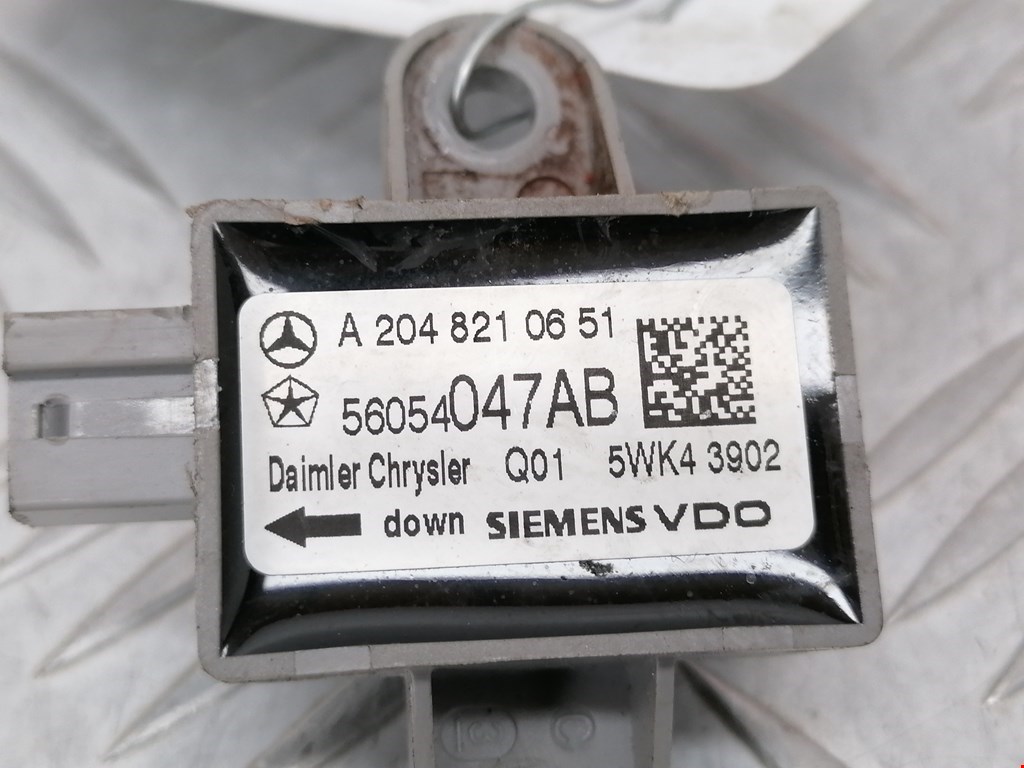 A 204 821 06 51
56054047AB
Daimler Chrysler Q01 5WK4 3902
down SIEMENS VDO
C